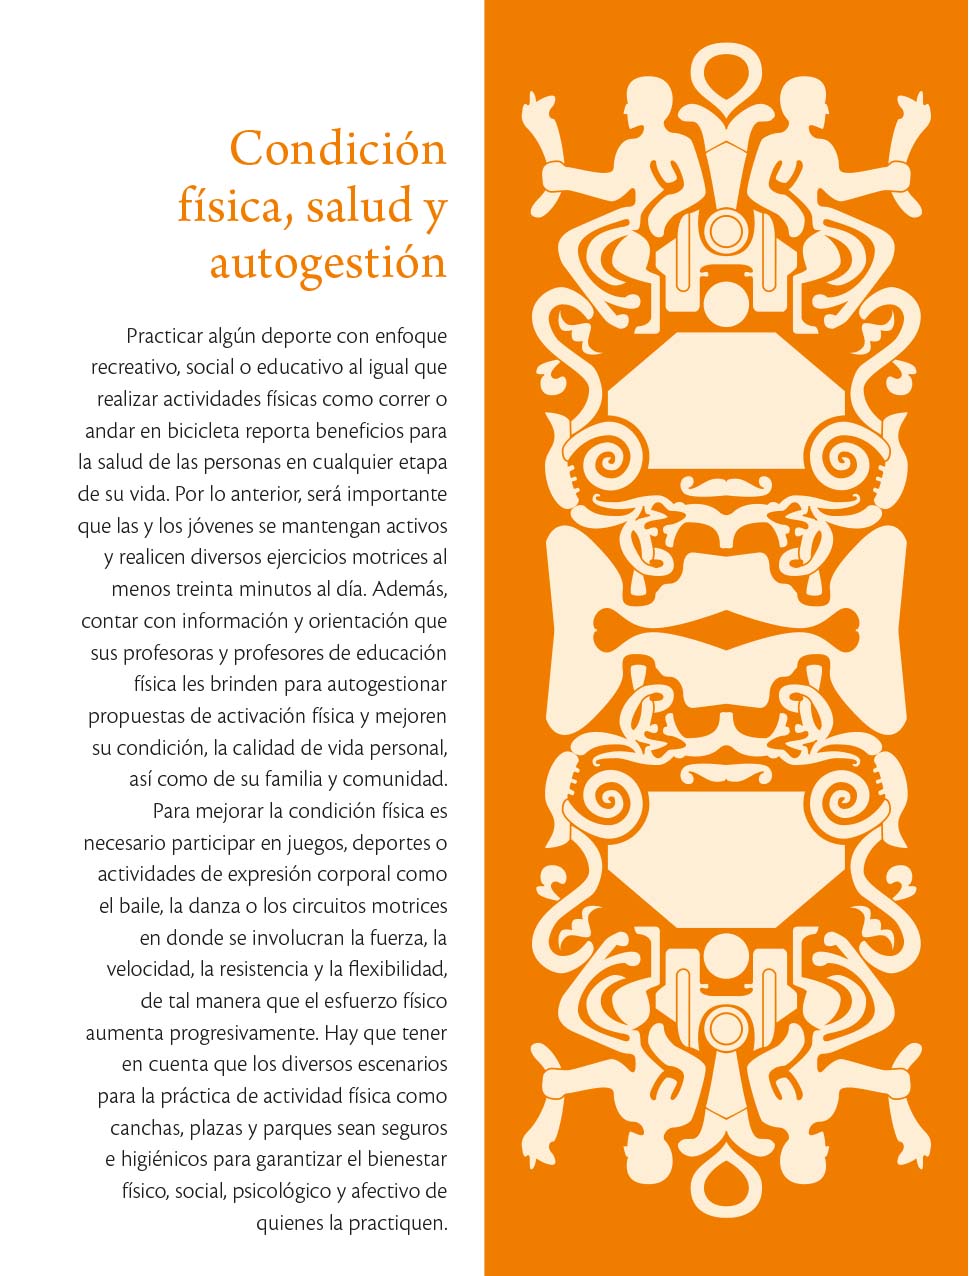 Condición
física, salud y
autogestión
Practicar algún deporte con enfoque
recreativo, social o educativo al igual que
realizar actividades físicas como correr o
andar en bicicleta reporta beneficios para
la salud de las personas en cualquier etapa
de su vida. Por lo anterior, será importante
que las y los jóvenes se mantengan activos
y realicen diversos ejercicios motrices al
menos treinta minutos al día. Además,
contar con información y orientación que
sus profesoras y profesores de educación
física les brinden para autogestionar
propuestas de activación física y mejoren
su condición, la calidad de vida personal,
así como de su familia y comunidad.
Para mejorar la condición física es
necesario participar en juegos, deportes o
actividades de expresión corporal como
el baile, la danza o los circuitos motrices
en donde se involucran la fuerza, la
velocidad, la resistencia y la flexibilidad,
de tal manera que el esfuerzo físico
aumenta progresivamente. Hay que tener
en cuenta que los diversos escenarios
para la práctica de actividad física como
canchas, plazas y parques sean seguros
e higiénicos para garantizar el bienestar
físico, social, psicológico y afectivo de
quienes la practiquen.